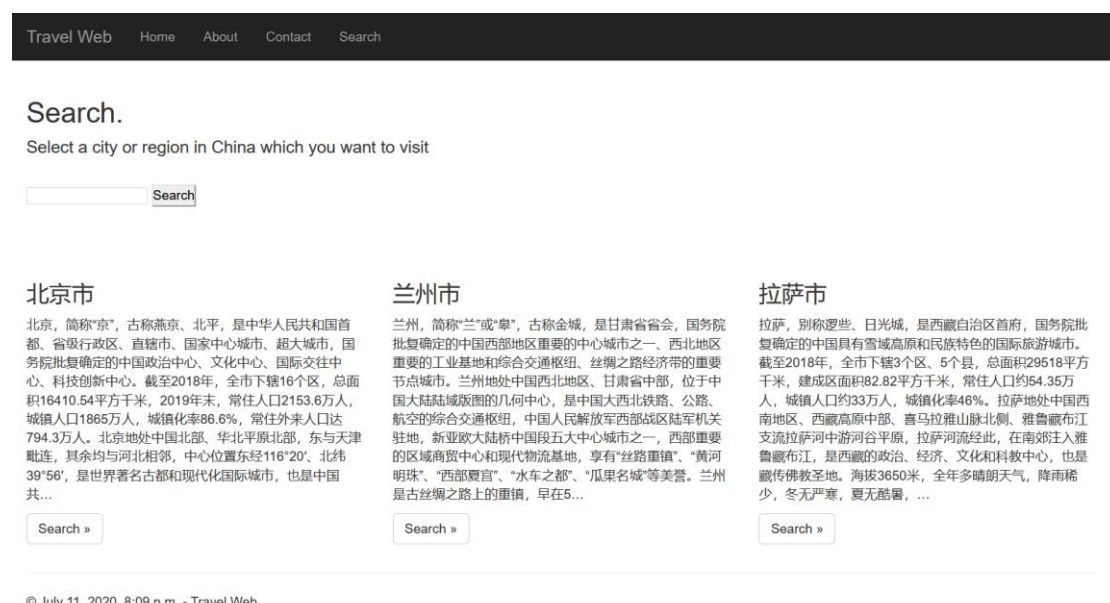 Travel Web Home About Contact Search
Search.
Select a city or region in China which you want to visit
Search
北京市
北京，简称“京”，古称燕京、北平，是中华人民共和国首
都、省级行政区、直辖市、国家中心城市、超大城市，国
务院批复确定的中国政治中心、文化中心、国际交往中
心、科技创新中心。截至2018年，全市下辖16个区，总面
积16410.54平方千米，2019年末，常住人口2153.6万人，
城镇人口1865万人，城镇化率86.6%，常住外来人口达
794.3万人。北京地处中国北部、华北平原北部，东与天津
毗连，其余均与河北相邻，中心位置东经116°20′、北纬
39°56′，是世界著名古都和现代化国际城市，也是中国
共…
Search »
兰州市
兰州，简称“兰”或“皋”，古称金城，是甘肃省省会，国务院
批复确定的中国西部地区重要的中心城市之一、西北地区
重要的工业基地和综合交通枢纽、丝绸之路经济带的重要
节点城市。兰州地处中国西北地区、甘肃省中部，位于中
国大陆陆域版图的几何中心，是中国大西北铁路、公路、
航空的综合交通枢纽，中国人民解放军西部战区陆军机关
驻地，新亚欧大陆桥中国段五大中心城市之一，西部重要
的区域商贸中心和现代物流基地，享有“丝路重镇”、“黄河
明珠”、“西部夏宫”、“水车之都”、“瓜果名城”等美誉。兰州
是古丝绸之路上的重镇，早在5…
Search »
拉萨市
拉萨，别称逻些、日光城，是西藏自治区首府，国务院批
复确定的中国具有雪域高原和民族特色的国际旅游城市。
截至2018年，全市下辖3个区、5个县，总面积29518平方
千米，建成区面积82.82平方千米，常住人口约54.35万
人，城镇人口约33万人，城镇化率46%。拉萨地处中国西
南地区、西藏高原中部、喜马拉雅山脉北侧、雅鲁藏布江
支流拉萨河中游河谷平原，拉萨河流经此，在南郊注入雅
鲁藏布江，是西藏的政治、经济、文化和科教中心，也是
藏传佛教圣地。海拔3650米，全年多晴朗天气，降雨稀
少，冬无严寒，夏无酷暑，…
Search »
© July 11, 2020, 8:09 p.m. - Travel Web